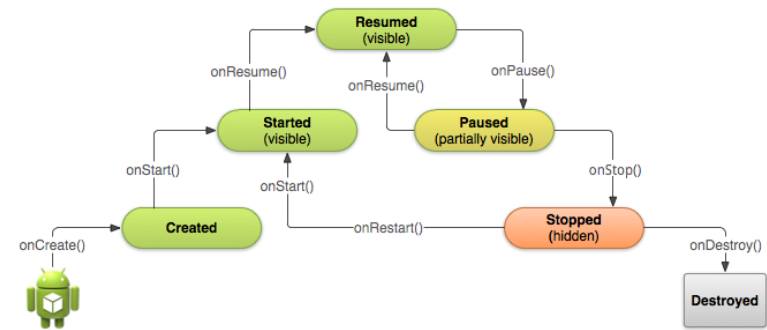 Resumed
(visible)
onResume()
onResume()
onPause()
Started
(visible)
Paused
(partially visible)
onStart()
onStart()
onStop()
Created
onRestart()
Stopped
(hidden)
onCreate()
onDestroy()
Destroyed